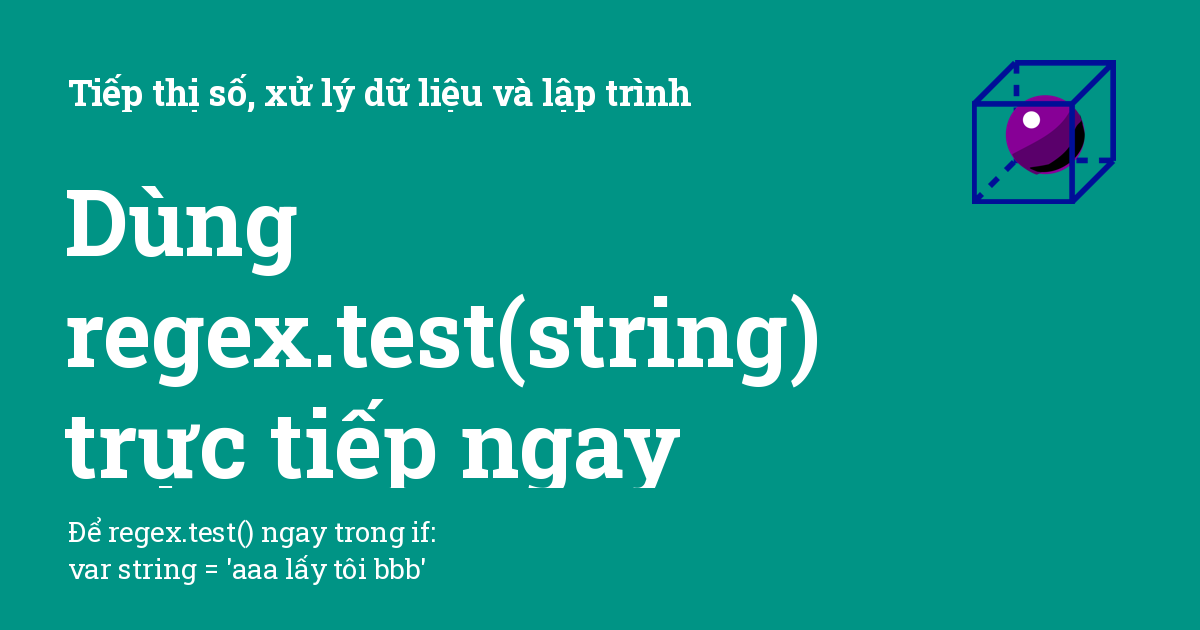 Tiếp thị số, xử lý dữ liệu và lập trình
Dùng
regex.test(string)
trực tiếp ngay
Để regex.test() ngay trong if:
var string = 'aaa lấy tôi bbb'